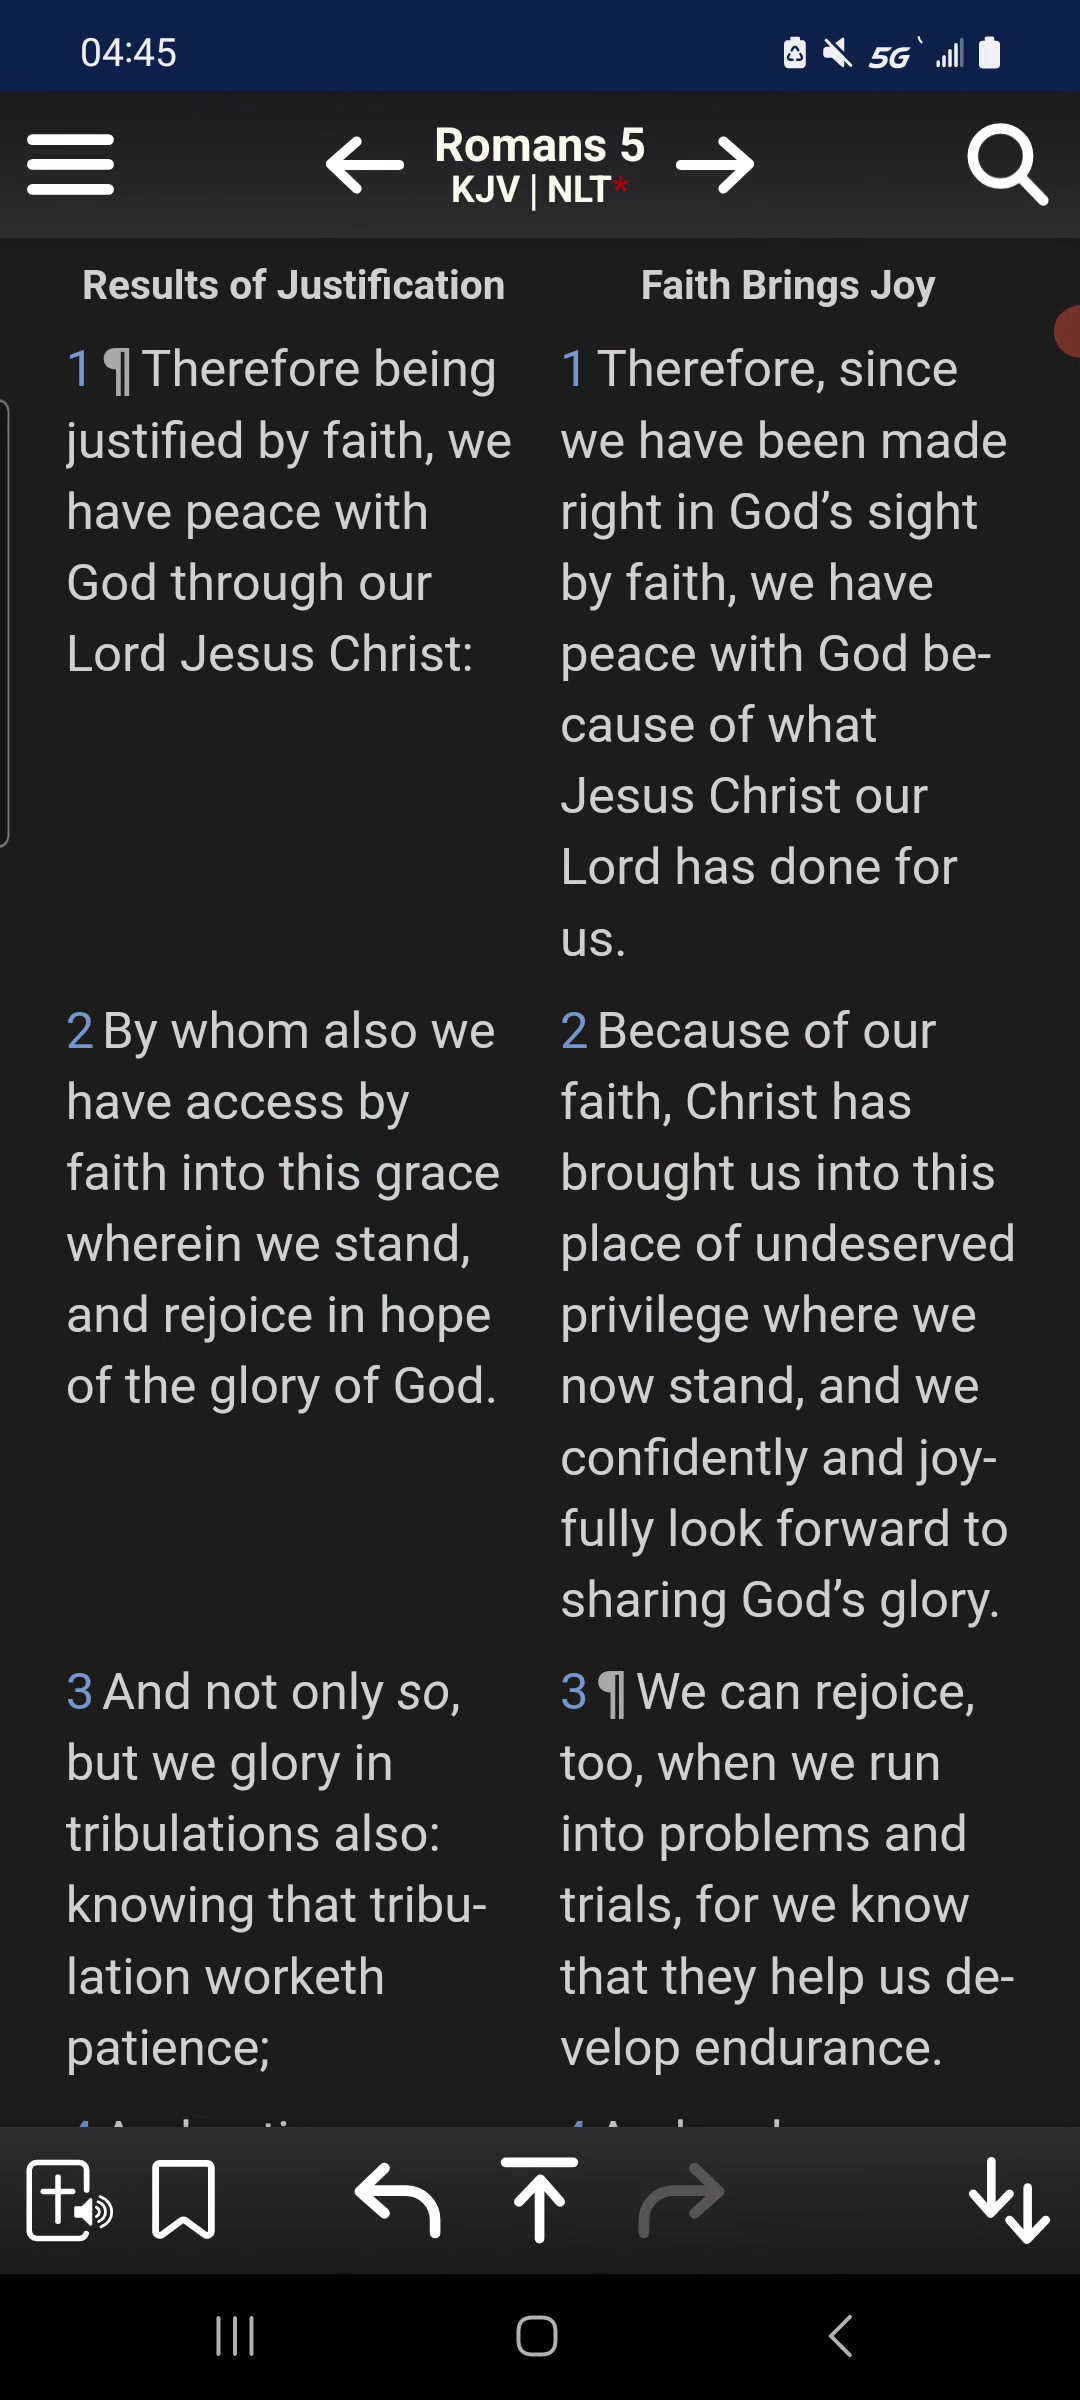 04:45
5G
Romans 5
KJV | NLT*
Results of Justification
1 ¶ Therefore being
justified by faith, we
have peace with
God through our
Lord Jesus Christ:
2 By whom also we
have access by
faith into this grace
wherein we stand,
and rejoice in hope
of the glory of God.
3 And not only so,
but we glory in
tribulations also:
knowing that tribu-
lation worketh
patience;
Faith Brings Joy
1 Therefore, since
we have been made
right in God’s sight
by faith, we have
peace with God be-
cause of what
Jesus Christ our
Lord has done for
us.
2 Because of our
faith, Christ has
brought us into this
place of undeserved
privilege where we
now stand, and we
confidently and joy-
fully look forward to
sharing God’s glory.
3 ¶ We can rejoice,
too, when we run
into problems and
trials, for we know
that they help us de-
velop endurance.